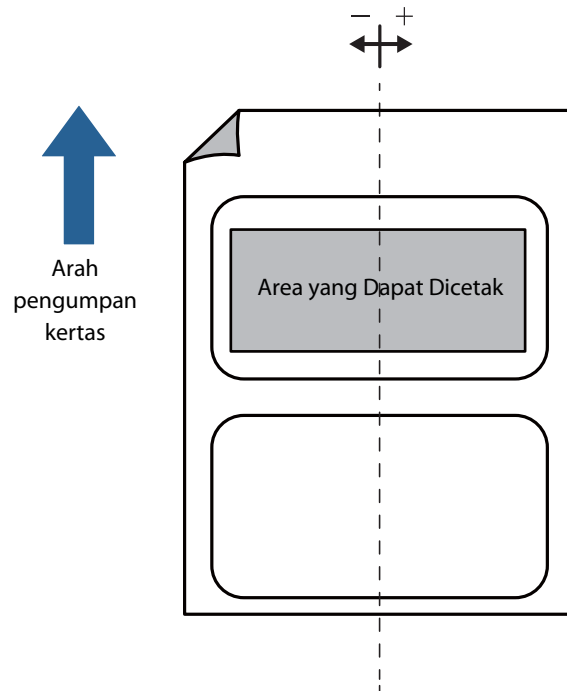 − +
Arah
pengumpan
kertas
Area yang Dapat Dicetak